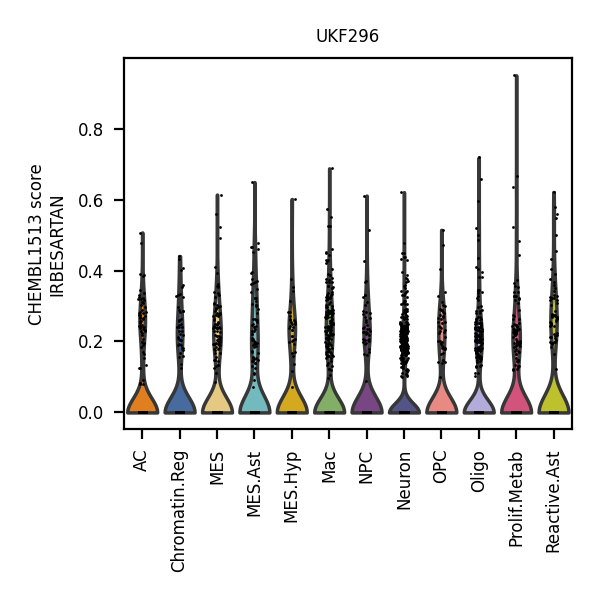 UKF296
CHEMBL1513 score
IRBESARTAN
0.8
0.6
0.4
0.2
0.0
AC
Chromatin.Reg
MES
MES.Ast
MES.Hyp
Mac
NPC
Neuron
OPC
Oligo
Prolif.Metab
Reactive.Ast